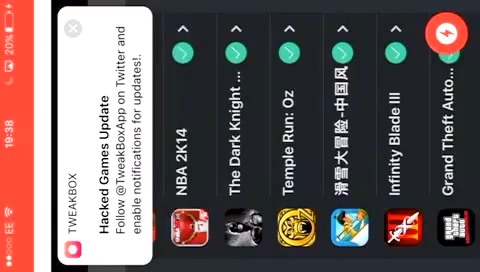 ●●○○○ EE 19:38 20%
TWEAKBOX
Hacked Games Update
Follow @TweakBoxApp on Twitter and
enable notifications for updates!.
NBA 2K14
The Dark Knight ...
Temple Run: Oz
滑雪大冒险-中国风
Infinity Blade III
Grand Theft Auto...